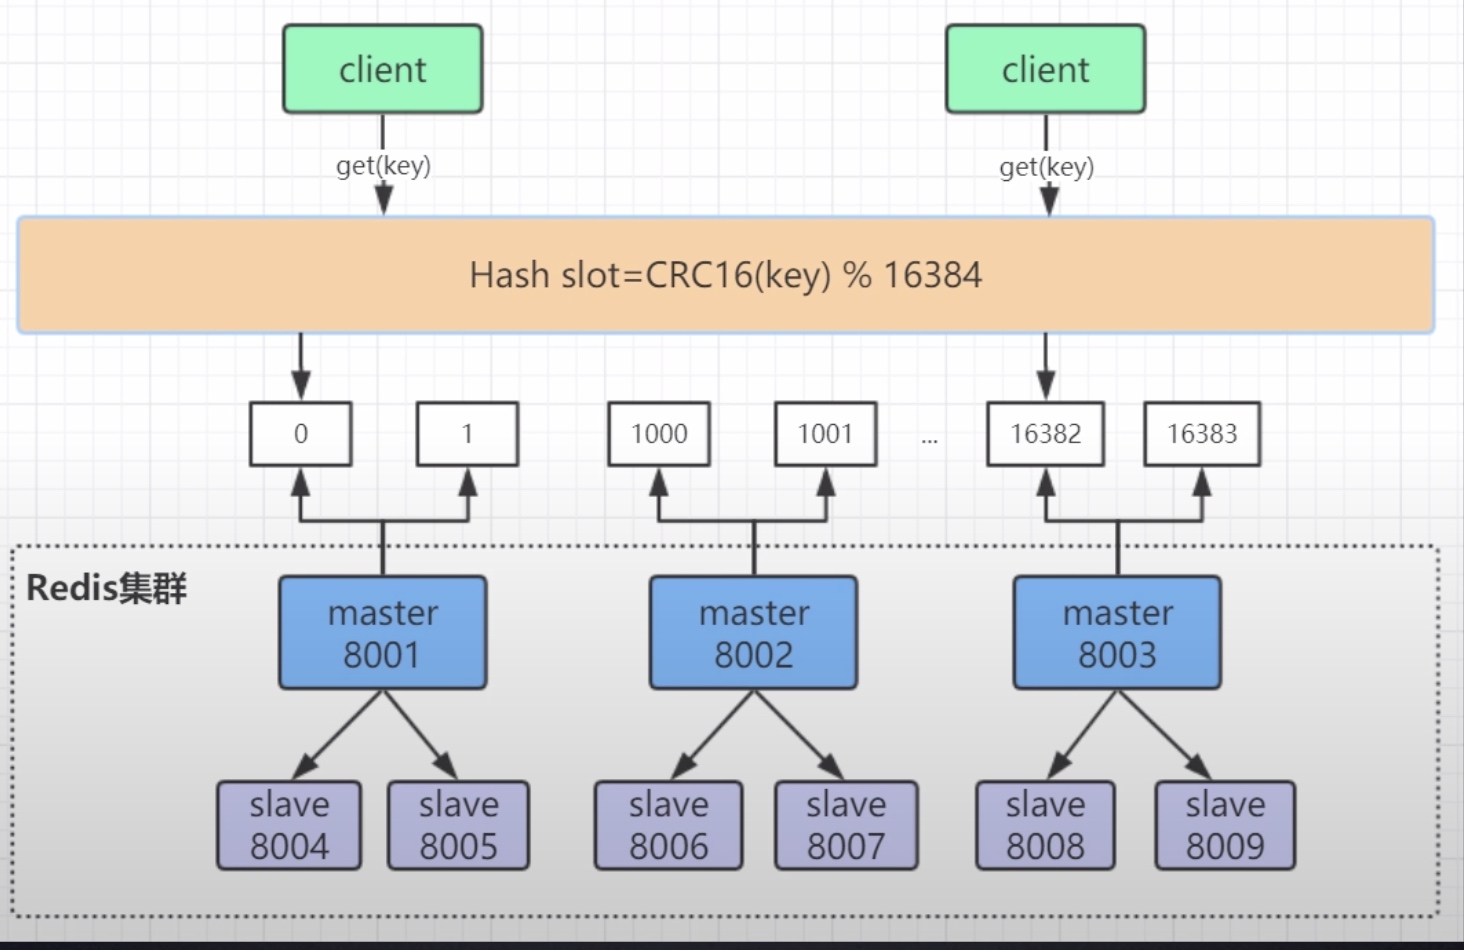 client
client
get(key)
get(key)
Hash slot=CRC16(key) % 16384
0
1
1000
1001
...
16382
16383
Redis集群
master
8001
master
8002
master
8003
slave
8004
slave
8005
slave
8006
slave
8007
slave
8008
slave
8009